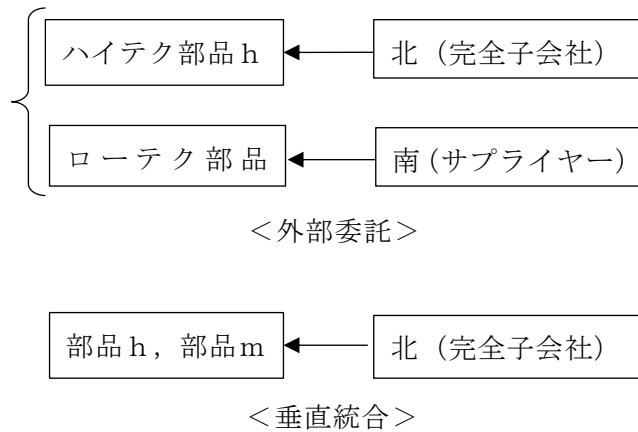 ハイテク部品h 北（完全子会社）
ローテク部品 南（サプライヤー）
＜外部委託＞
部品h，部品m 北（完全子会社）
＜垂直統合＞